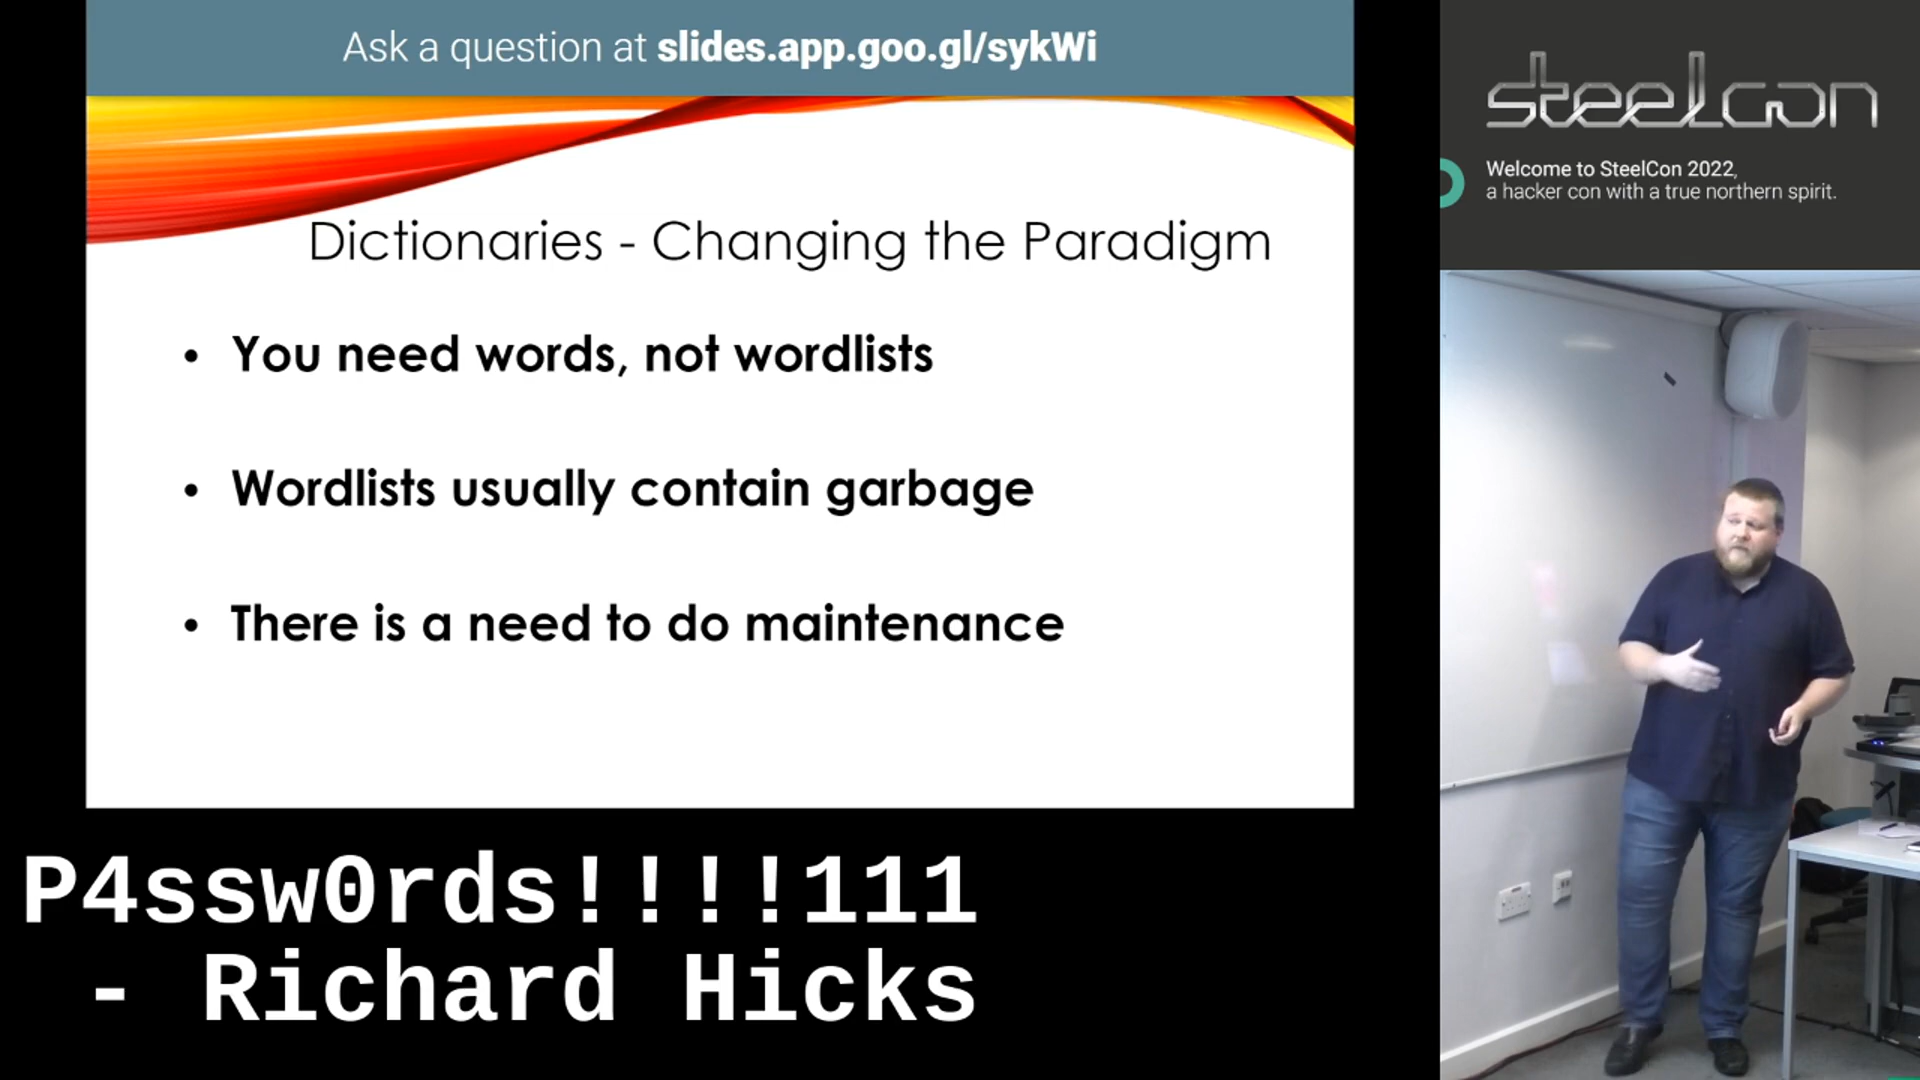 Ask a question at slides.app.goo.gl/sykWi
Dictionaries - Changing the Paradigm
• You need words, not wordlists
• Wordlists usually contain garbage
• There is a need to do maintenance
P4ssw0rds!!!!111
- Richard Hicks
steelcon
Welcome to SteelCon 2022,
a hacker con with a true northern spirit.